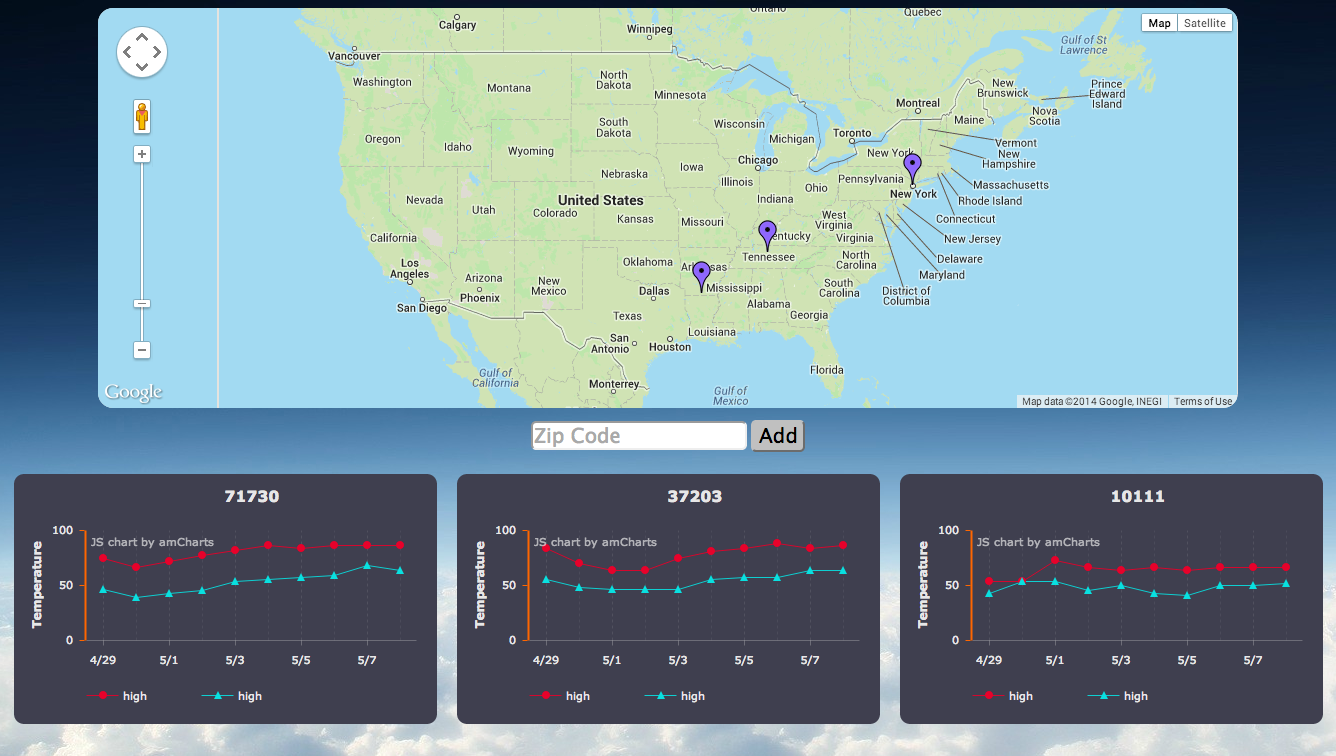 Ontario
Quebec
Calgary
Winnipeg
Map Satellite
Gulf of St
Lawrence
Vancouver
Washington
North
Dakota
Montana
Minnesota
New
Brunswick
Prince
Edward
Island
Montreal
Nova
Scotia
Maine
South
Dakota
Wisconsin
Michigan
Toronto
Oregon
Idaho
Wyoming
Vermont
New
Hampshire
New York
Chicago
Iowa
Nebraska
Illinois
Ohio
Pennsylvania
Massachusetts
New York
Indiana
Nevada
Utah
United States
Colorado
Rhode Island
Kansas
Missouri
West
Virginia
Connecticut
California
entucky
Virginia
New Jersey
Tennessee
Delaware
Los
Angeles
Oklahoma
Ar
sas
North
Carolina
Maryland
Arizona
New
Mexico
Phoenix
Dallas
Mississippi
South
Carolina
District of
Columbia
San Diego
Alabama
Georgia
Texas
Louisiana
San
Antonio
Houston
Florida
Gulf of
California
Monterrey
Gulf of
Mexico
Google
Map data ©2014 Google, INEGI Terms of Use
Zip Code Add
71730
JS chart by amCharts
Temperature
100
50
0
4/29 5/1 5/3 5/5 5/7
high high
37203
JS chart by amCharts
Temperature
100
50
0
4/29 5/1 5/3 5/5 5/7
high high
10111
JS chart by amCharts
Temperature
100
50
0
4/29 5/1 5/3 5/5 5/7
high high